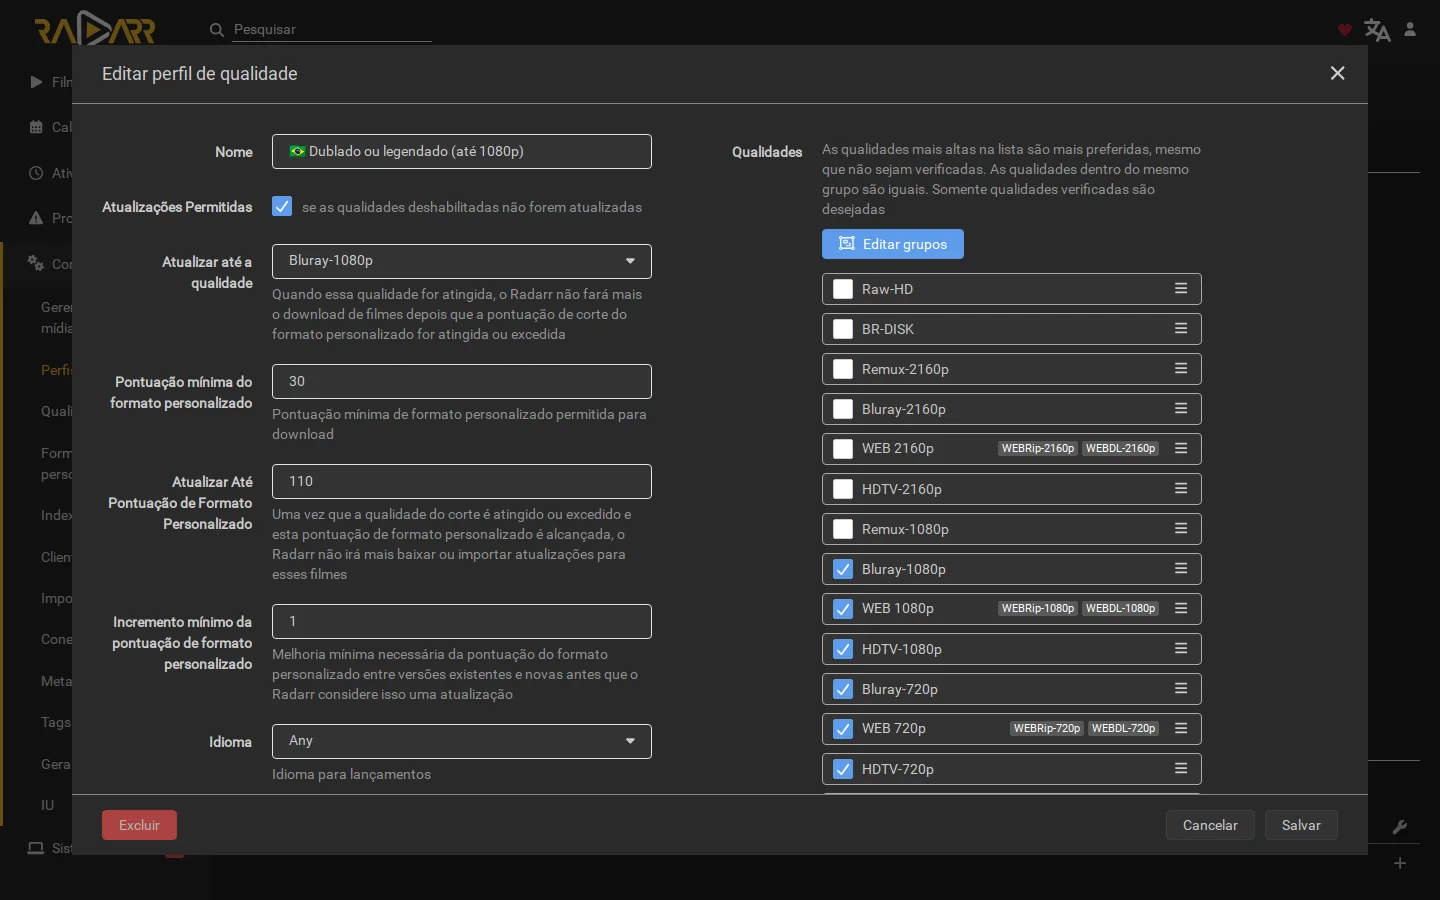 RADARR
Pesquisar
Editar perfil de qualidade
Nome
🇧🇷 Dublado ou legendado (até 1080p)
Atualizações Permitidas
se as qualidades deshabilitadas não forem atualizadas
Atualizar até a
qualidade
Bluray-1080p
Quando essa qualidade for atingida, o Radarr não fará mais
o download de filmes depois que a pontuação de corte do
formato personalizado for atingida ou excedida
Pontuação mínima do
formato personalizado
30
Pontuação mínima de formato personalizado permitida para
download
Atualizar Até
Pontuação de Formato
Personalizado
110
Uma vez que a qualidade do corte é atingido ou excedido e
esta pontuação de formato personalizado é alcançada, o
Radarr não irá mais baixar ou importar atualizações para
esses filmes
Incremento mínimo da
pontuação de formato
personalizado
1
Melhoria mínima necessária da pontuação do formato
personalizado entre versões existentes e novas antes que o
Radarr considere isso uma atualização
Idioma
Any
Idioma para lançamentos
Qualidades
As qualidades mais altas na lista são mais preferidas, mesmo
que não sejam verificadas. As qualidades dentro do mesmo
grupo são iguais. Somente qualidades verificadas são
desejadas
Editar grupos
Raw-HD
BR-DISK
Remux-2160p
Bluray-2160p
WEB 2160p WEBRip-2160p WEBDL-2160p
HDTV-2160p
Remux-1080p
Bluray-1080p
WEB 1080p WEBRip-1080p WEBDL-1080p
HDTV-1080p
Bluray-720p
WEB 720p WEBRip-720p WEBDL-720p
HDTV-720p
Excluir
Cancelar
Salvar
Tags
IU